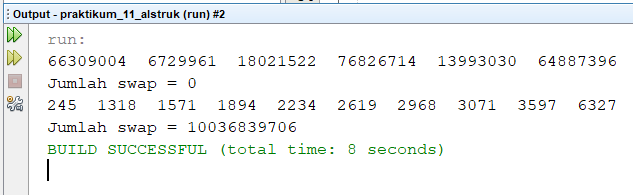 Output - praktikum_11_alstruk (run) #2
run:
66309004 6729961 18021522 76826714 13993030 64887396
Jumlah swap = 0
245 1318 1571 1894 2234 2619 2968 3071 3597 6327
Jumlah swap = 10036839706
BUILD SUCCESSFUL (total time: 8 seconds)